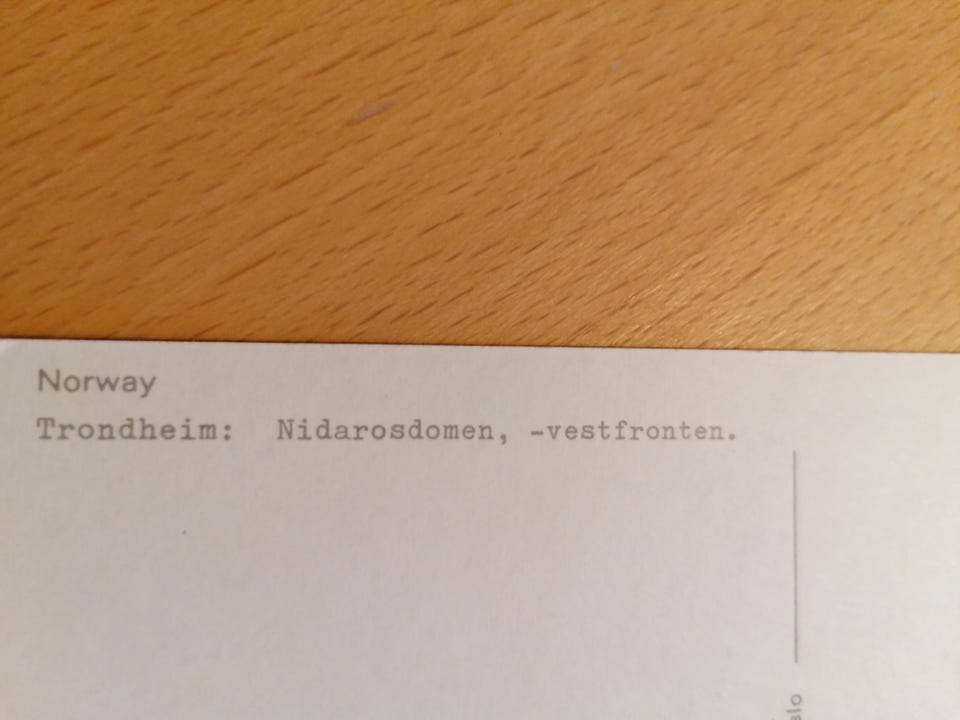 Norway
Trondheim: Nidarosdomen, -vestfronten.